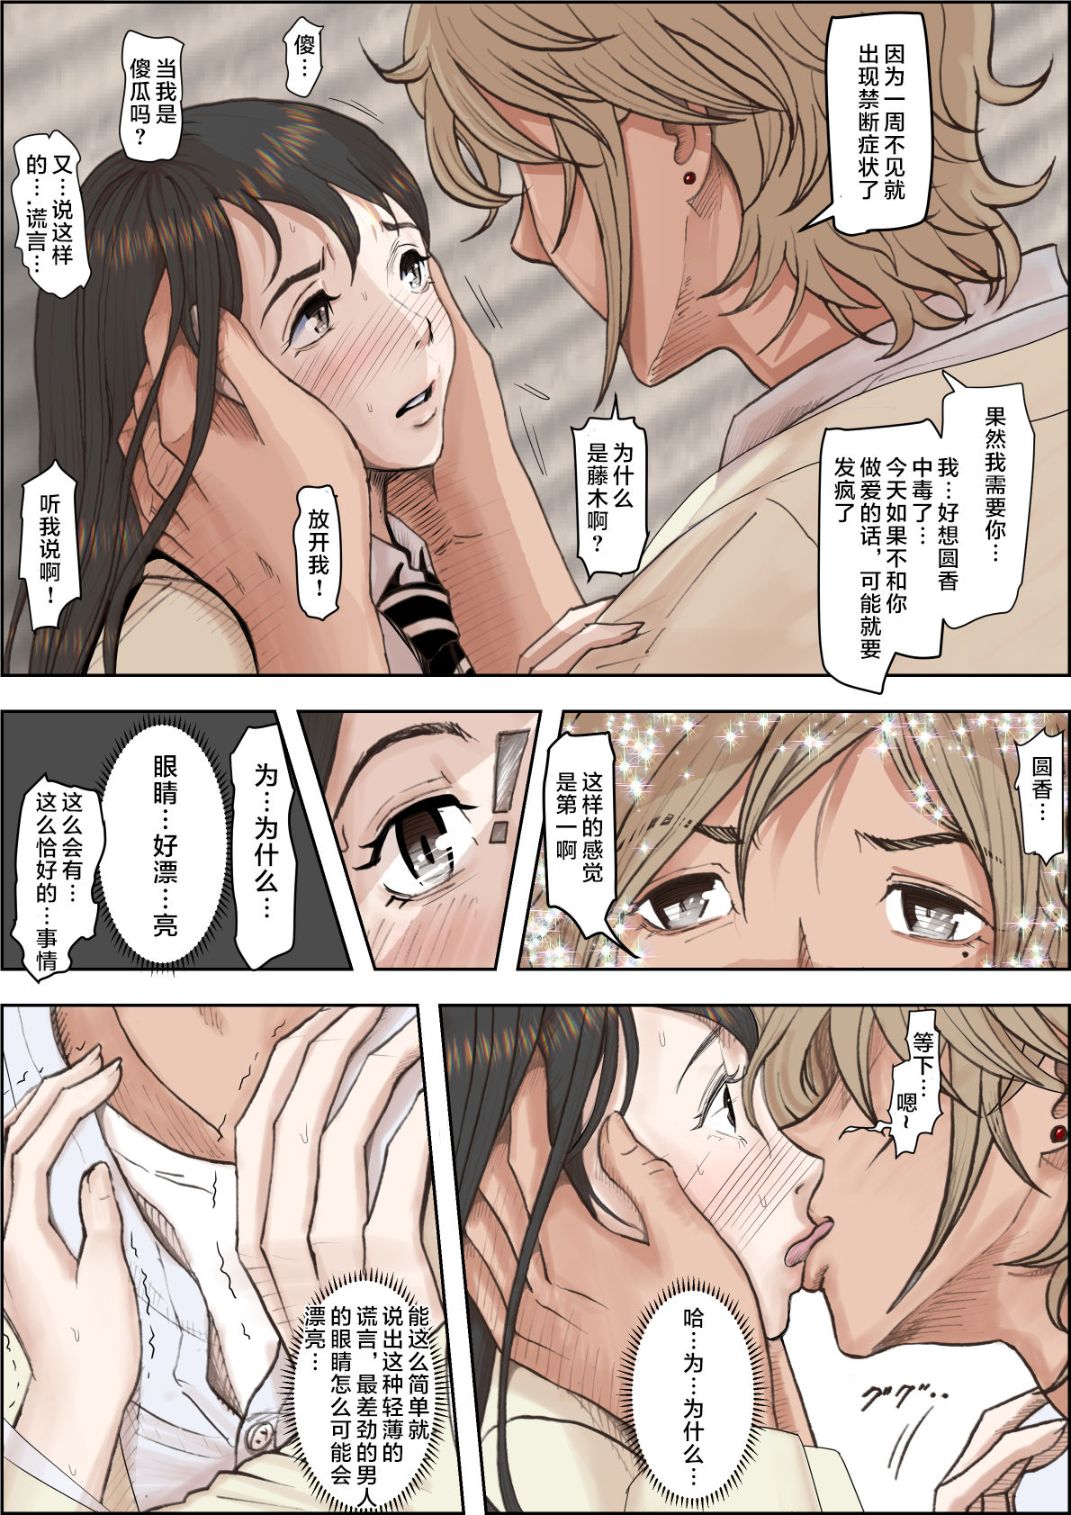 因为一周不见就
出现禁断症状了
傻…
当我是
傻瓜吗?
又…说这样
的…谎言…
果然我需要你…
我…好想圆香
中毒了…
今天如果不和你
做爱的话，可能就要
发疯了
为什么
是藤木啊?
放开我！
听我说啊！
圆香…
这样的感觉
是第一啊
为…为什么…
眼睛…好漂…亮
这么会有…
这么恰好的…事情
等下…
嗯~
哈…为…为什么…
グググ..
能这么简单就
说出这种轻薄的
谎言，最差劲的男人
的眼睛怎么可能会
漂亮…